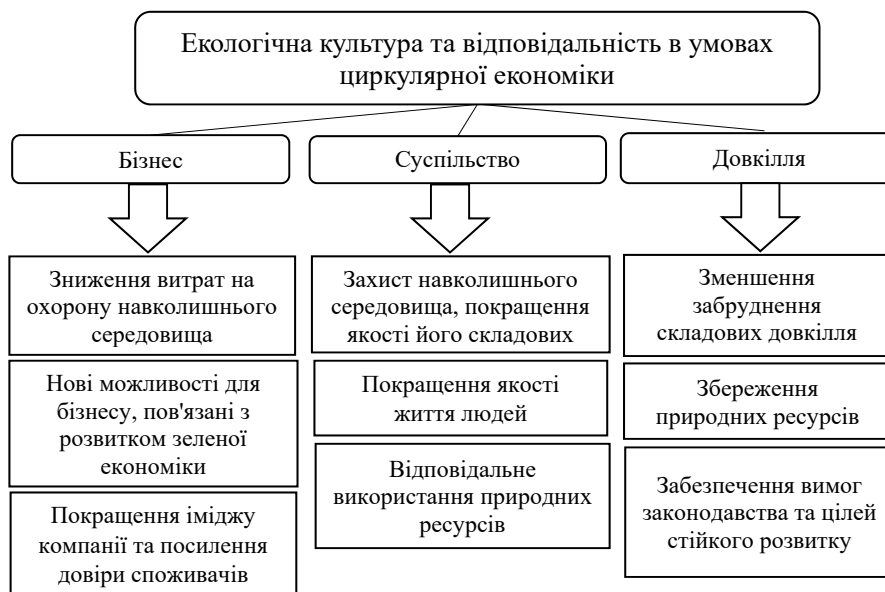 Екологічна культура та відповідальність в умовах
циркулярної економіки
Бізнес
Суспільство
Довкілля
Зниження витрат на
охорону навколишнього
середовища
Захист навколишнього
середовища, покращення
якості його складових
Зменшення
забруднення
складових довкілля
Нові можливості для
бізнесу, пов'язані з
розвитком зеленої
економіки
Покращення якості
життя людей
Збереження
природних ресурсів
Покращення іміджу
компанії та посилення
довіри споживачів
Відповідальне
використання природних
ресурсів
Забезпечення вимог
законодавства та цілей
стійкого розвитку